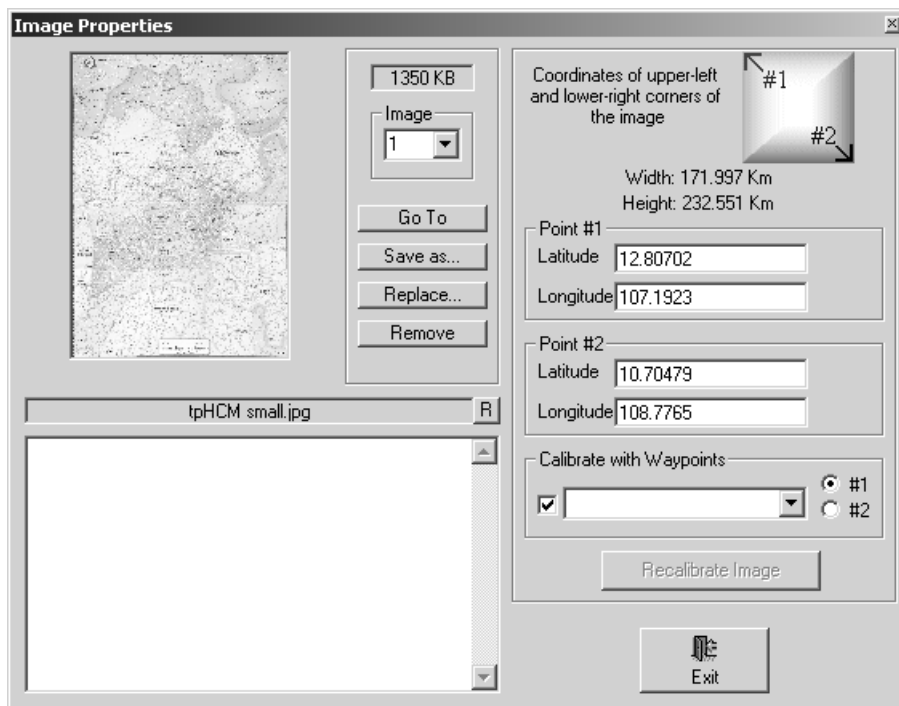 Image Properties
1350 KB
Image
1
Go To
Save as...
Replace...
Remove
tpHCM small.jpg
R
Coordinates of upper-left
and lower-right corners of
the image
#1
#2
Width: 171.997 Km
Height: 232.551 Km
Point #1
Latitude 12.80702
Longitude 107.1923
Point #2
Latitude 10.70479
Longitude 108.7765
Calibrate with Waypoints
#1
#2
Recalibrate Image
Exit